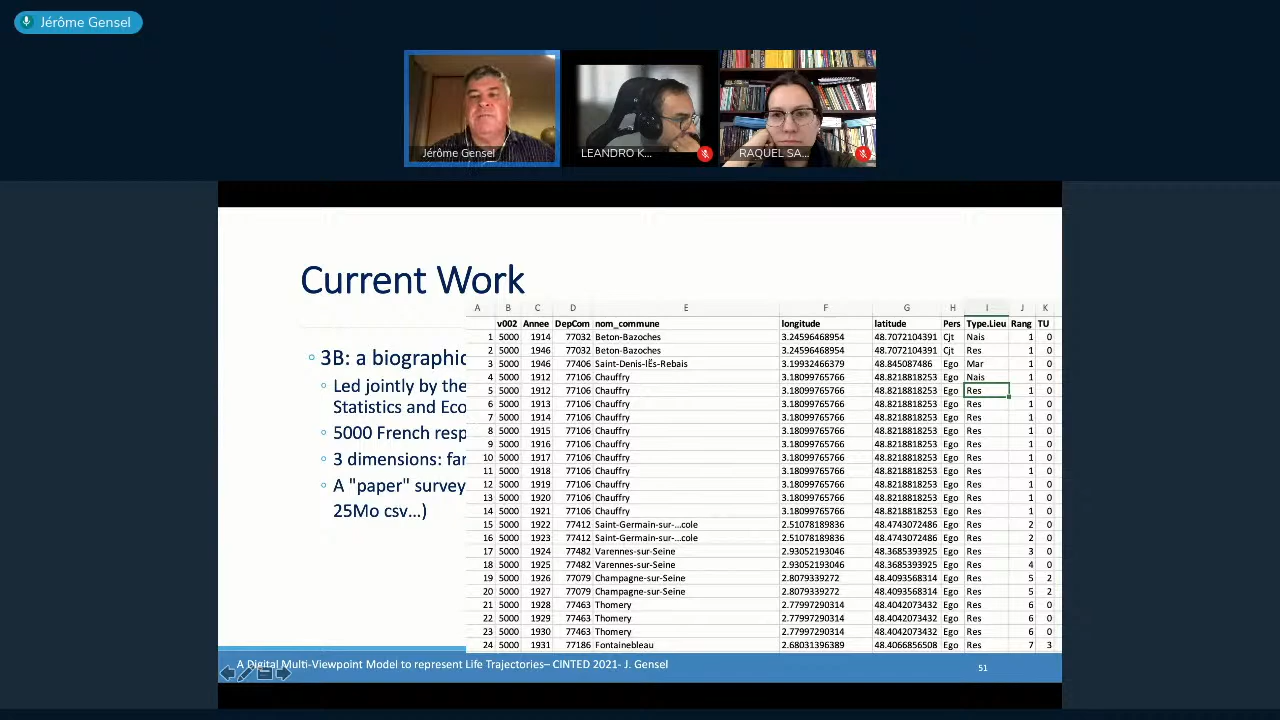 Jérôme Gensel
Jérôme Gensel
LEANDRO K...
RAQUEL SA...
Current Work
3B: a biographic
Led jointly by the
Statistics and Eco
5000 French resp
3 dimensions: far
A "paper" survey
25Mo csv...)
A B C D E F G H I J K
v002 Annee DepCom nom_commune longitude latitude Pers Type.Lieu Rang TU
1 5000 1914 77032 Beton-Bazoches 3.24596468954 48.7072104391 Cjt Nais 1 0
2 5000 1946 77032 Beton-Bazoches 3.24596468954 48.7072104391 Cjt Res 1 0
3 5000 1946 77406 Saint-Denis-lËs-Rebais 3.19932466379 48.845087486 Ego Mar 1 0
4 5000 1912 77106 Chauffry 3.18099765766 48.8218818253 Ego Nais 1 0
5 5000 1912 77106 Chauffry 3.18099765766 48.8218818253 Ego Res 1 0
6 5000 1913 77106 Chauffry 3.18099765766 48.8218818253 Ego Res 1 0
7 5000 1914 77106 Chauffry 3.18099765766 48.8218818253 Ego Res 1 0
8 5000 1915 77106 Chauffry 3.18099765766 48.8218818253 Ego Res 1 0
9 5000 1916 77106 Chauffry 3.18099765766 48.8218818253 Ego Res 1 0
10 5000 1917 77106 Chauffry 3.18099765766 48.8218818253 Ego Res 1 0
11 5000 1918 77106 Chauffry 3.18099765766 48.8218818253 Ego Res 1 0
12 5000 1919 77106 Chauffry 3.18099765766 48.8218818253 Ego Res 1 0
13 5000 1920 77106 Chauffry 3.18099765766 48.8218818253 Ego Res 1 0
14 5000 1921 77106 Chauffry 3.18099765766 48.8218818253 Ego Res 1 0
15 5000 1922 77412 Saint-Germain-sur-...cole 2.51078189836 48.4743072486 Ego Res 2 0
16 5000 1923 77412 Saint-Germain-sur-...cole 2.51078189836 48.4743072486 Ego Res 2 0
17 5000 1924 77482 Varennes-sur-Seine 2.93052193046 48.3685393925 Ego Res 3 0
18 5000 1925 77482 Varennes-sur-Seine 2.93052193046 48.3685393925 Ego Res 4 0
19 5000 1926 77079 Champagne-sur-Seine 2.8079339272 48.4093568314 Ego Res 5 2
20 5000 1927 77079 Champagne-sur-Seine 2.8079339272 48.4093568314 Ego Res 5 2
21 5000 1928 77463 Thomery 2.77997290314 48.4042073432 Ego Res 6 0
22 5000 1929 77463 Thomery 2.77997290314 48.4042073432 Ego Res 6 0
23 5000 1930 77463 Thomery 2.77997290314 48.4042073432 Ego Res 6 0
24 5000 1931 77186 Fontainebleau 2.68031396389 48.4066856508 Ego Res 7 3
A Digital Multi-Viewpoint Model to represent Life Trajectories– CINTED 2021- J. Gensel
51